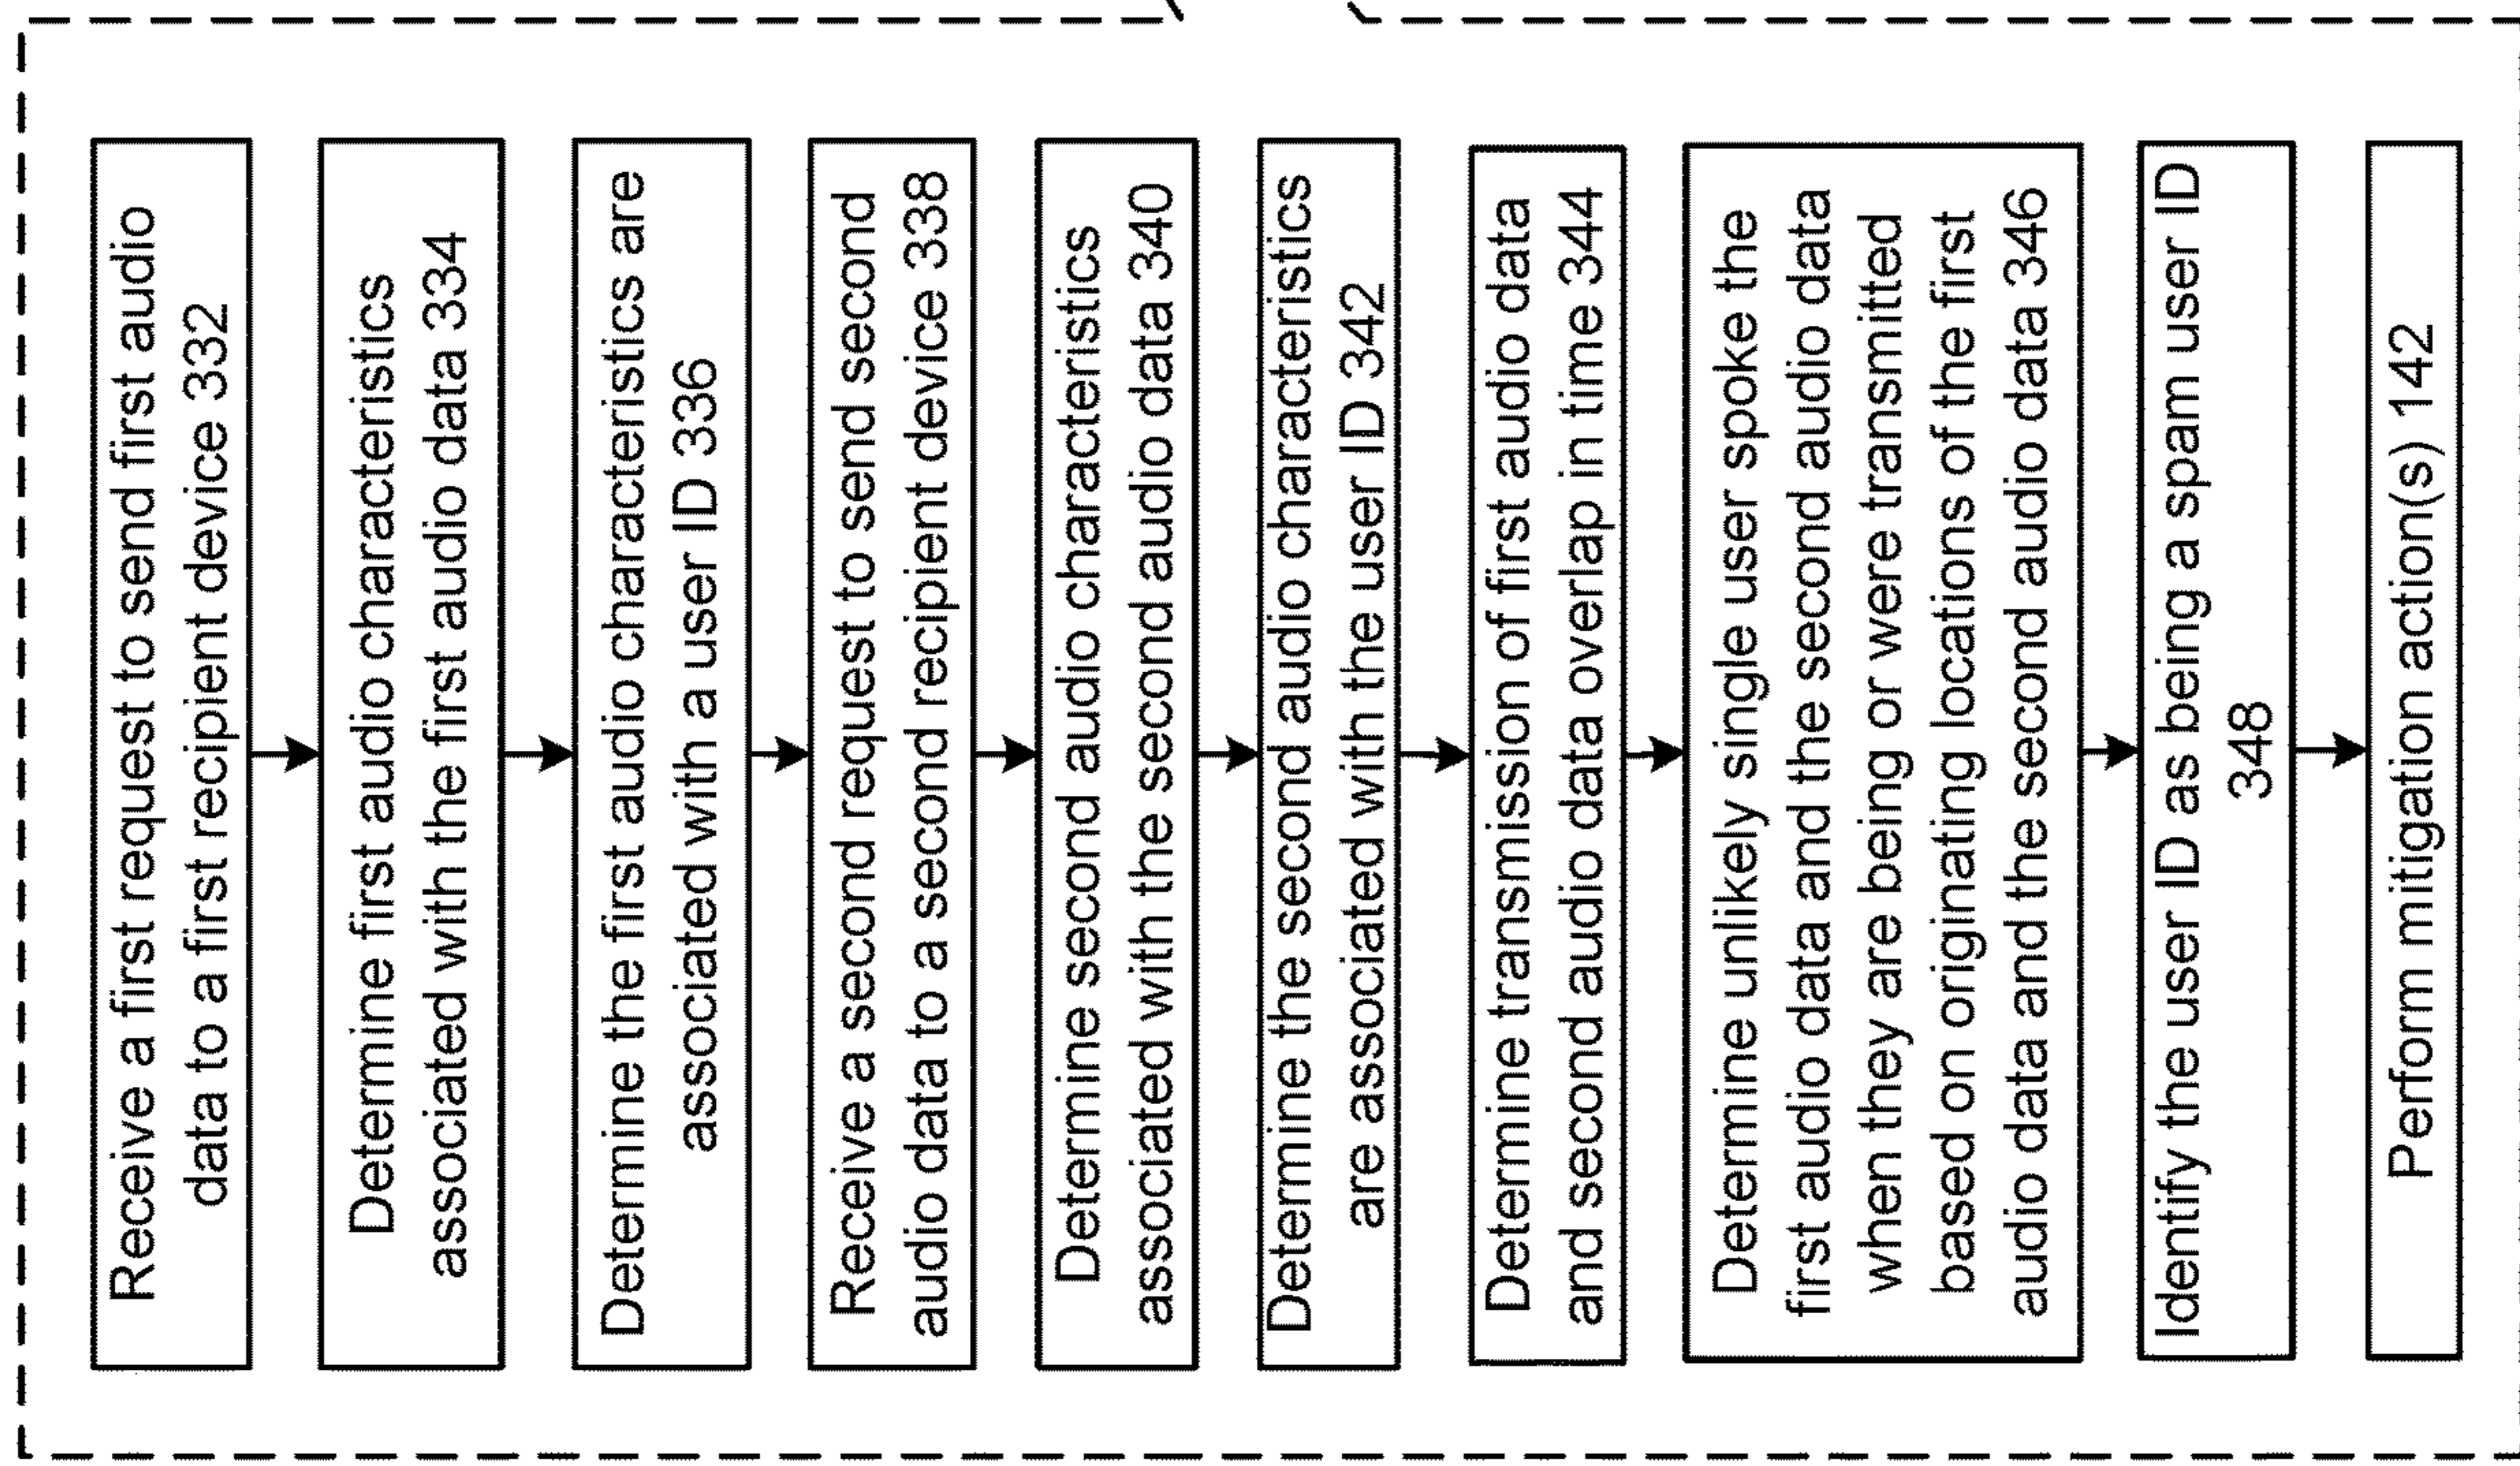 Receive a first request to send first audio
data to a first recipient device 332
Determine first audio characteristics
associated with the first audio data 334
Determine the first audio characteristics are
associated with a user ID 336
Receive a second request to send second
audio data to a second recipient device 338
Determine second audio characteristics
associated with the second audio data 340
Determine the second audio characteristics
are associated with the user ID 342
Determine transmission of first audio data
and second audio data overlap in time 344
Determine unlikely single user spoke the
first audio data and the second audio data
when they are being or were transmitted
based on originating locations of the first
audio data and the second audio data 346
Identify the user ID as being a spam user ID
348
Perform mitigation action(s) 142